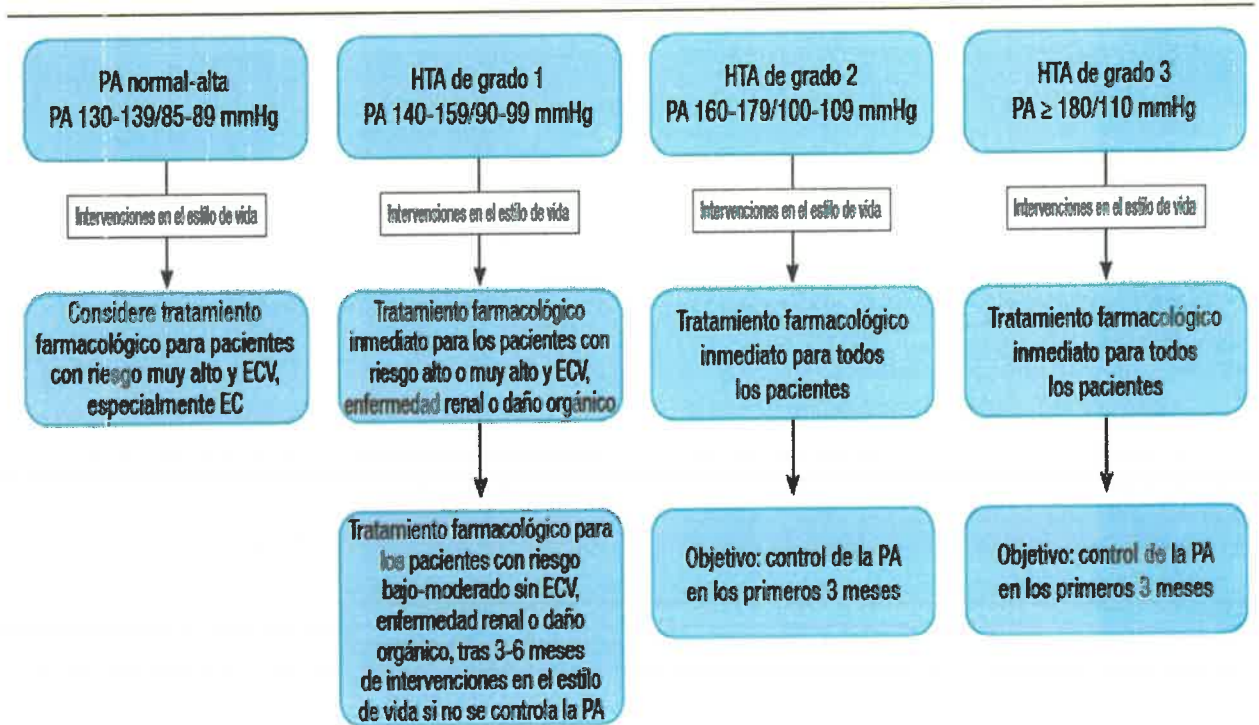 PA normal-alta
PA 130-139/85-89 mmHg
Intervenciones en el estilo de vida
Considere tratamiento
farmacológico para pacientes
con riesgo muy alto y ECV,
especialmente EC
HTA de grado 1
PA 140-159/90-99 mmHg
Intervenciones en el estilo de vida
Tratamiento farmacológico
inmediato para los pacientes con
riesgo alto o muy alto y ECV,
enfermedad renal o daño orgánico
Tratamiento farmacológico para
los pacientes con riesgo
bajo-moderado sin ECV,
enfermedad renal o daño
orgánico, tras 3-6 meses
de intervenciones en el estilo
de vida si no se controla la PA
HTA de grado 2
PA 160-179/100-109 mmHg
Intervenciones en el estilo de vida
Tratamiento farmacológico
inmediato para todos
los pacientes
Objetivo: control de la PA
en los primeros 3 meses
HTA de grado 3
PA ≥ 180/110 mmHg
Intervenciones en el estilo de vida
Tratamiento farmacológico
inmediato para todos
los pacientes
Objetivo: control de la PA
en los primeros 3 meses